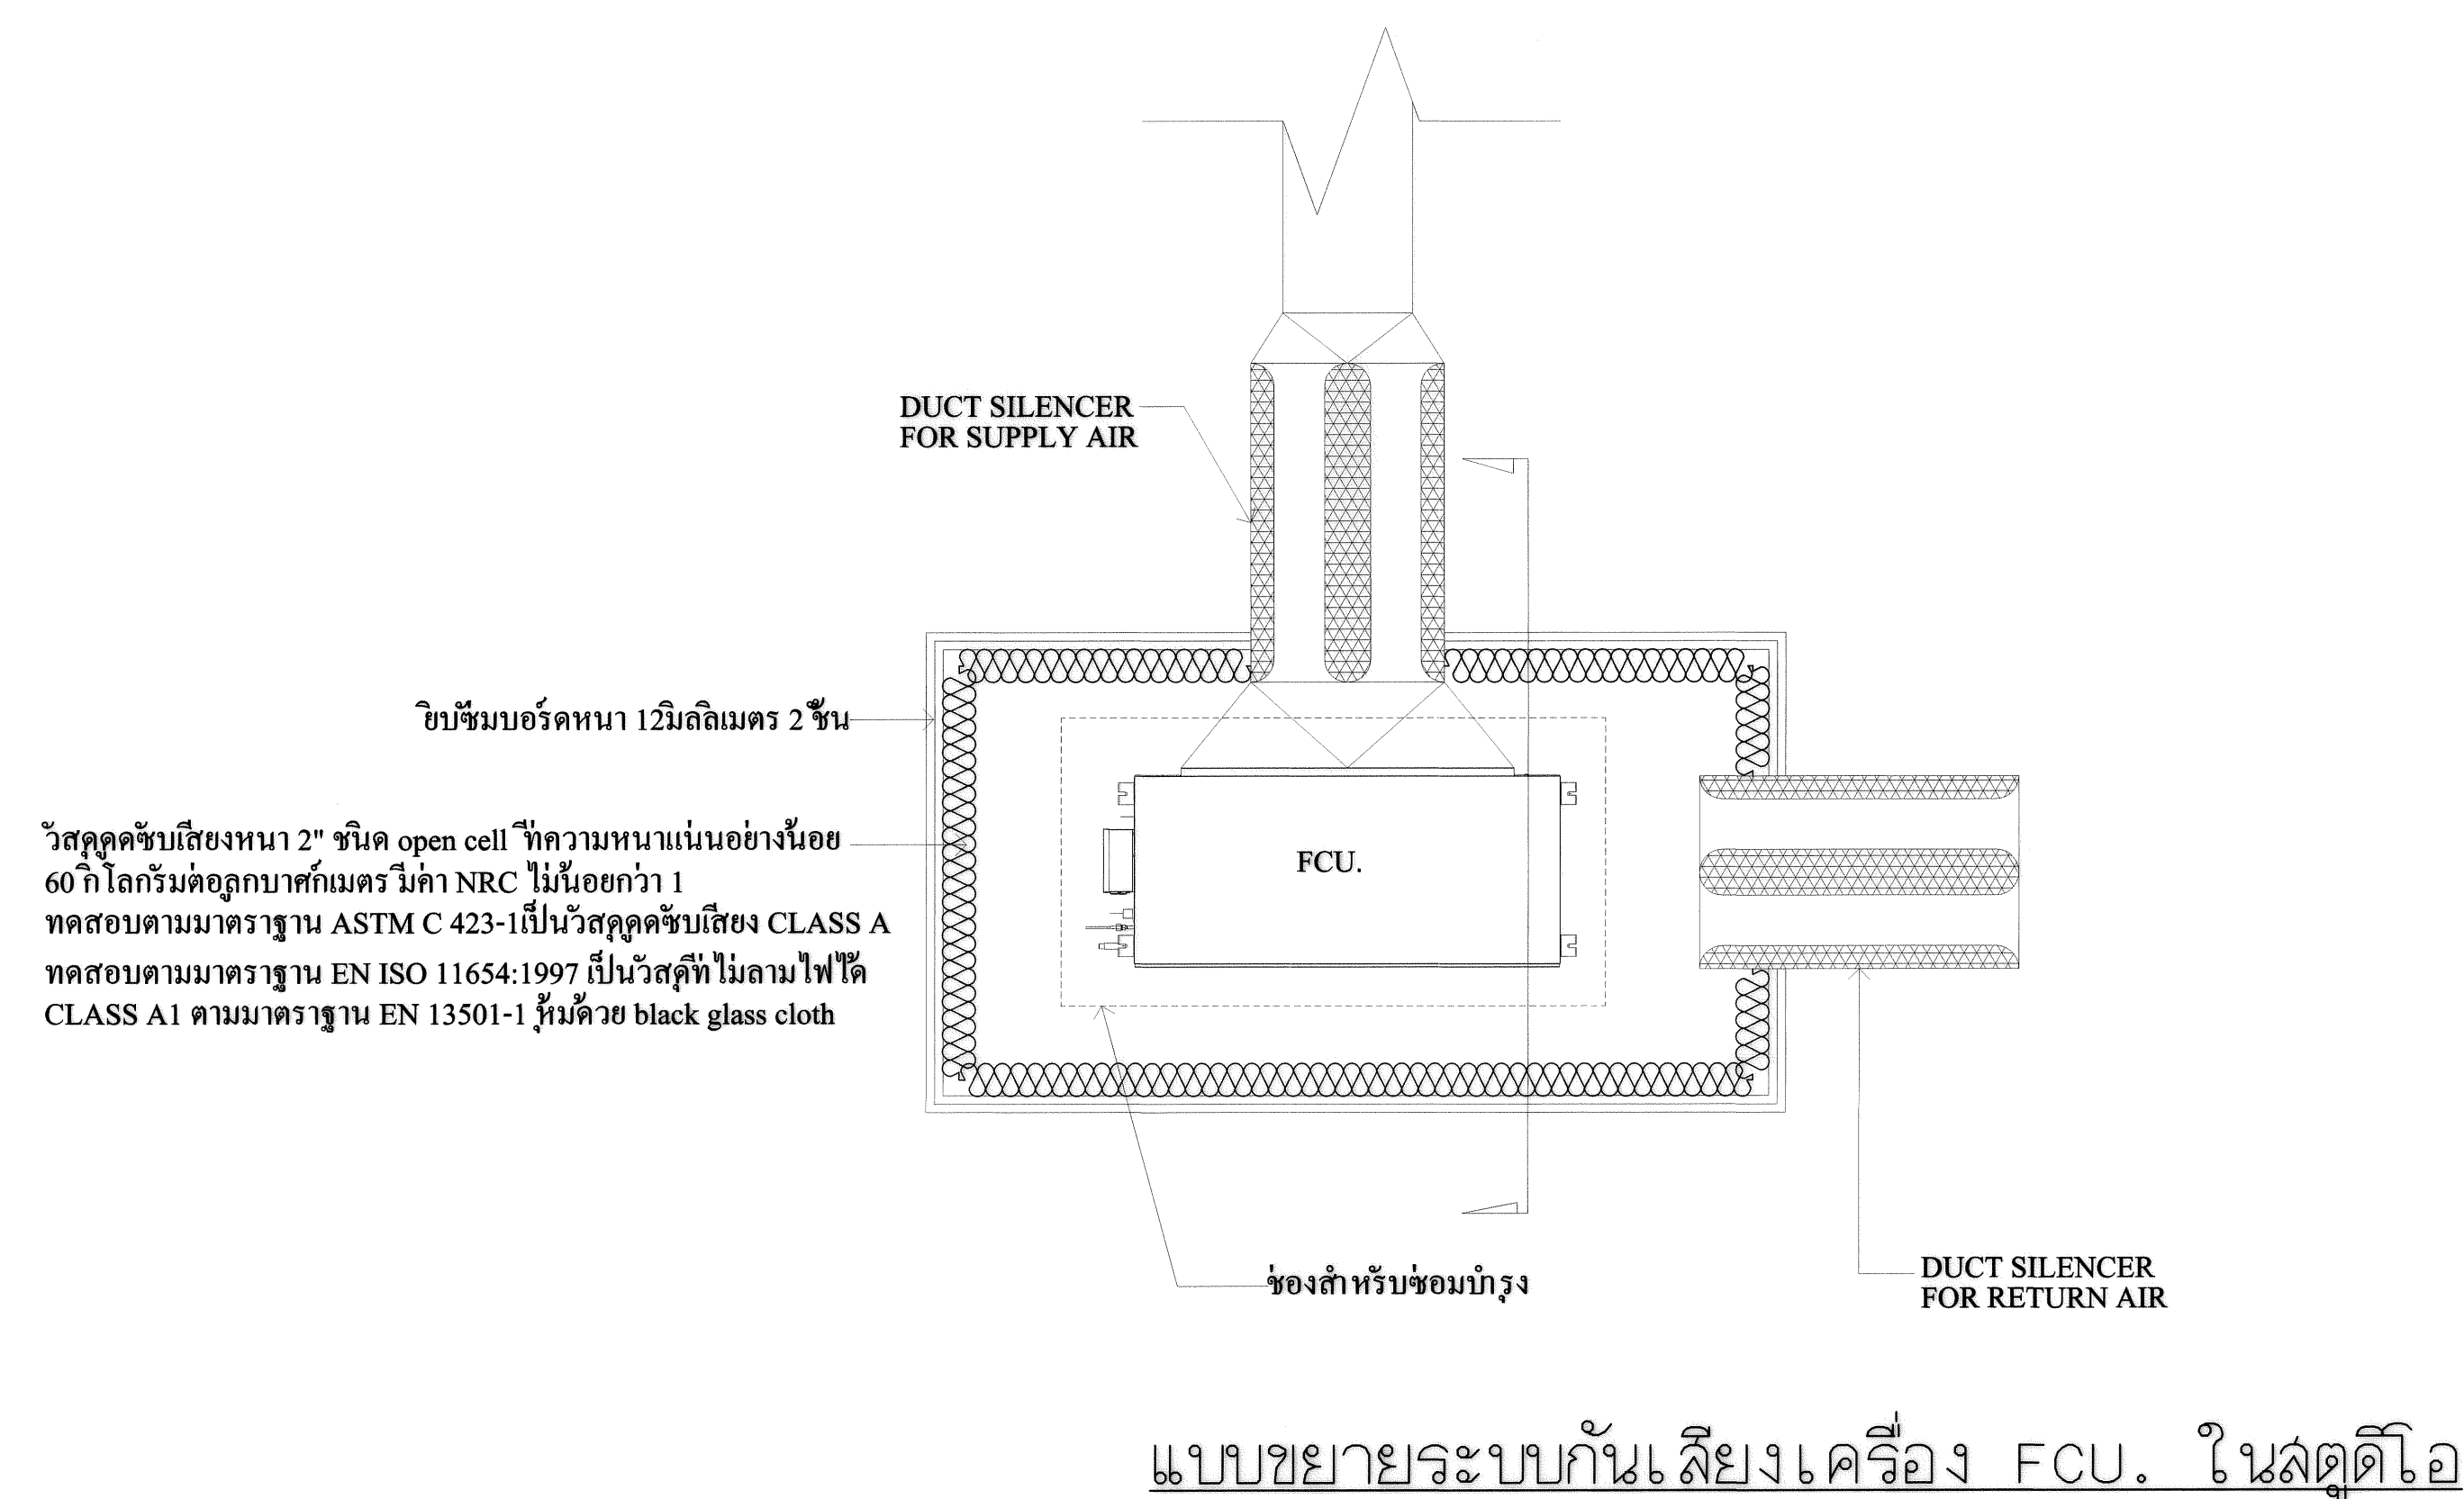 DUCT SILENCER
FOR SUPPLY AIR
ยิบซัมบอร์ดหนา 12มิลลิเมตร 2 ชั้น
วัสดุดูดซับเสียงหนา 2" ชนิด open cell ที่ความหนาแน่นอย่างน้อย
60 กิโลกรัมต่อลูกบาศก์เมตร มีค่า NRC ไม่น้อยกว่า 1
ทดสอบตามมาตราฐาน ASTM C 423-1เป็นวัสดุดูดซับเสียง CLASS A
ทดสอบตามมาตราฐาน EN ISO 11654:1997 เป็นวัสดุที่ไม่ลามไฟได้
CLASS A1 ตามมาตราฐาน EN 13501-1 หุ้มด้วย black glass cloth
FCU.
ช่องสำหรับซ่อมบำรุง
DUCT SILENCER
FOR RETURN AIR
แบบขยายระบบกันเสียงเครื่อง FCU. ในสตูดิโอ